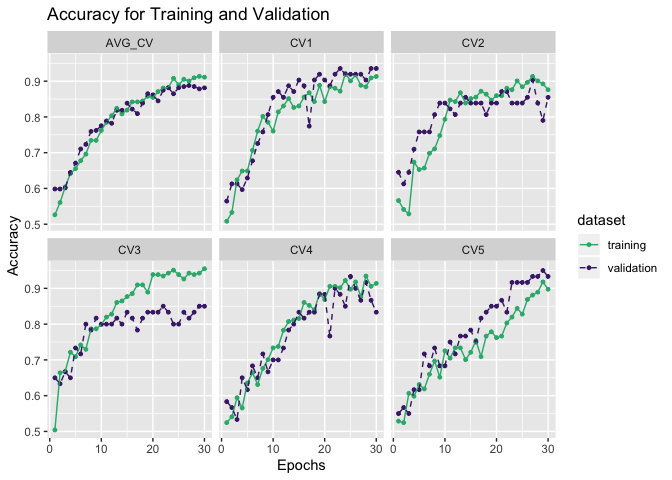 Accuracy for Training and Validation
AVG_CV
CV1
CV2
0.9
0.8
0.7
0.6
0.5
CV3
CV4
CV5
0.9
0.8
0.7
0.6
0.5
0
10
20
30
0
10
20
30
0
10
20
30
Accuracy
Epochs
dataset
training
validation